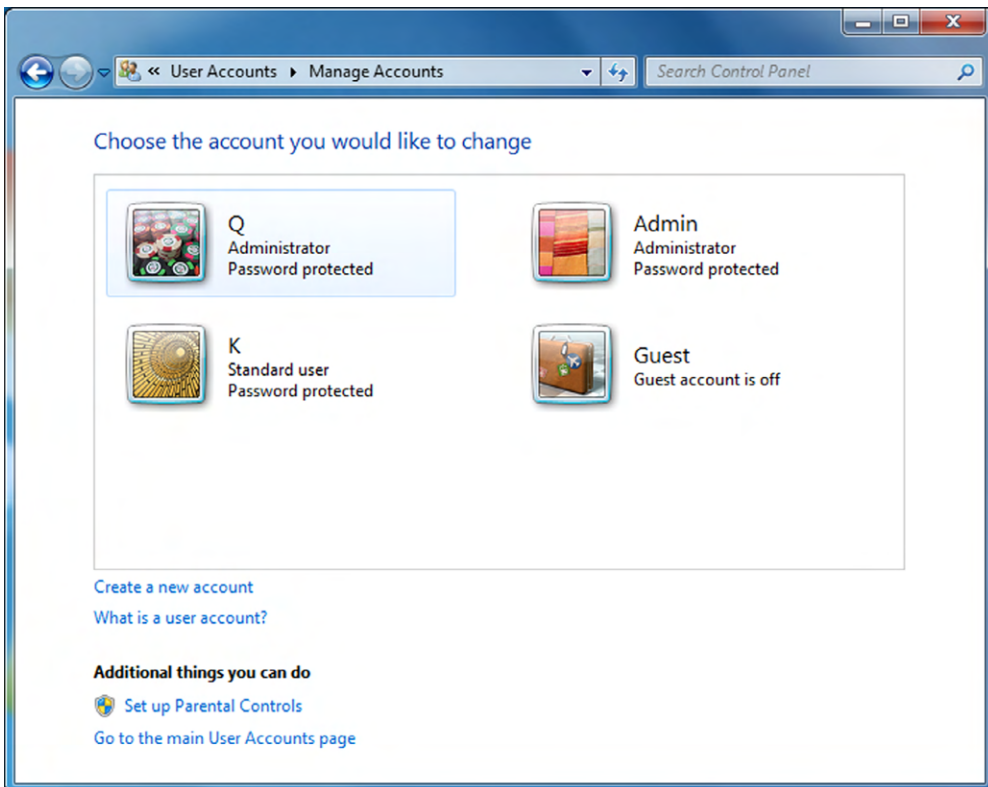 « User Accounts ▸ Manage Accounts
Search Control Panel
Choose the account you would like to change
Q
Administrator
Password protected
Admin
Administrator
Password protected
K
Standard user
Password protected
Guest
Guest account is off
Create a new account
What is a user account?
Additional things you can do
Set up Parental Controls
Go to the main User Accounts page